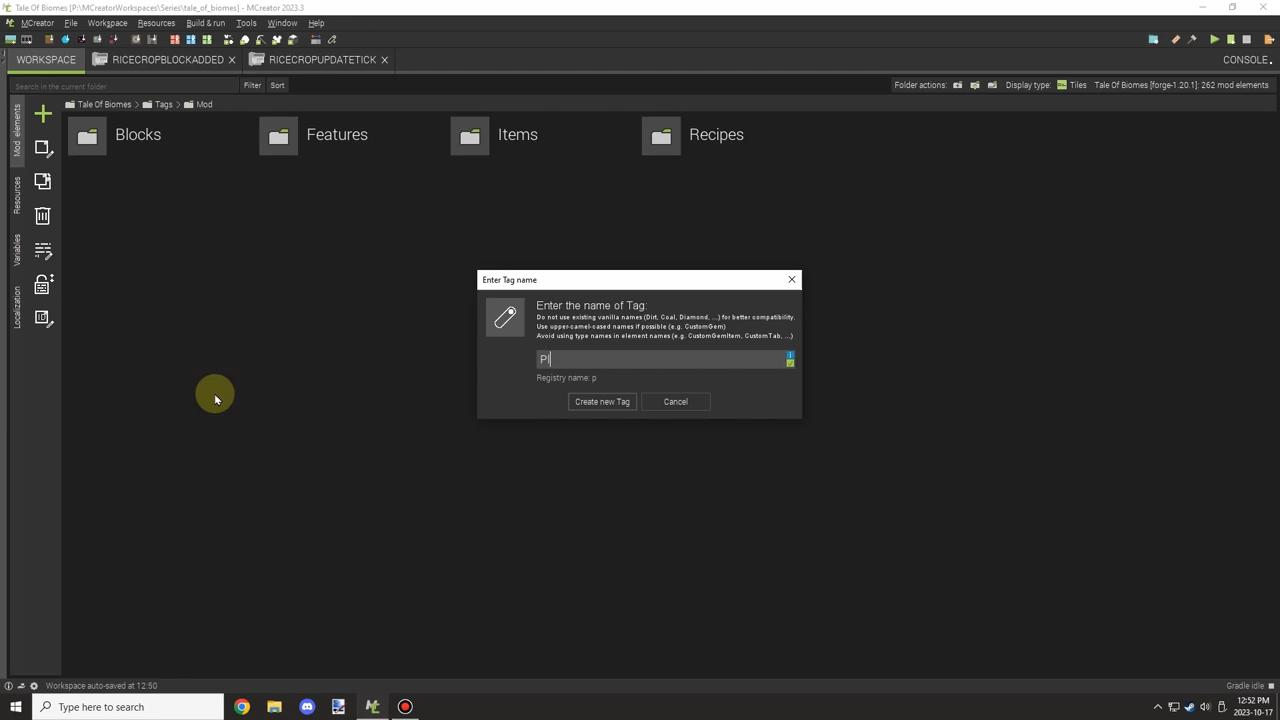 Tale Of Biomes [P:\MCreatorWorkspaces\Series\tale_of_biomes] - MCreator 2023.3
MCreator File Workspace Resources Build & run Tools Window Help
WORKSPACE RICECROPBLOCKADDED RICECROPUPDATETICK CONSOLE
Search in the current folder Filter Sort Folder actions: Display type: Tiles Tale Of Biomes [forge-1.20.1]: 262 mod elements
Tale Of Biomes > Tags > Mod
Mod elements
Resources
Variables
Localization
Blocks Features Items Recipes
Enter Tag name
Enter the name of Tag:
Do not use existing vanilla names (Dirt, Coal, Diamond, ...) for better compatibility.
Use upper-camel-cased names if possible (e.g. CustomGem)
Avoid using type names in element names (e.g. CustomGemItem, CustomTab, ...)
Pl
Registry name: p
Create new Tag Cancel
Workspace auto-saved at 12:50 Gradle idle
Type here to search
12:52 PM
2023-10-17